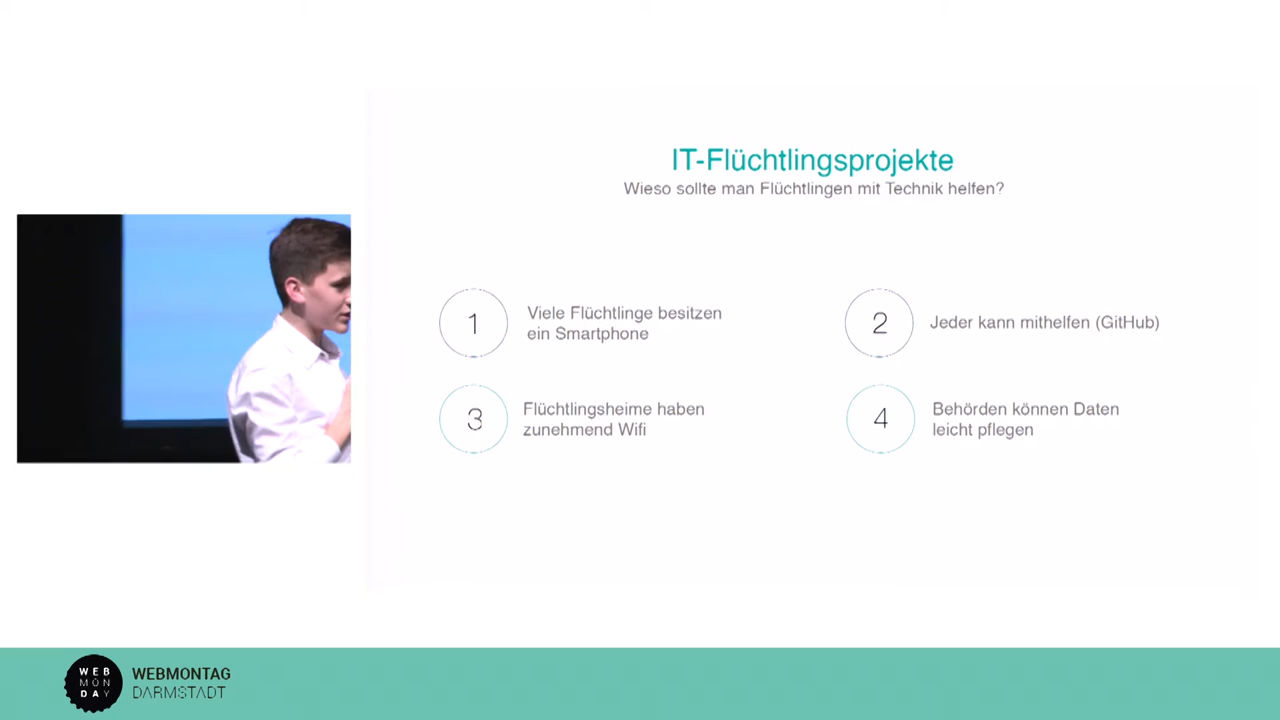 IT-Flüchtlingsprojekte
Wieso sollte man Flüchtlingen mit Technik helfen?
1
Viele Flüchtlinge besitzen
ein Smartphone
2
Jeder kann mithelfen (GitHub)
3
Flüchtlingsheime haben
zunehmend Wifi
4
Behörden können Daten
leicht pflegen
WEB
MON
DAY
WEBMONTAG
DARMSTADT